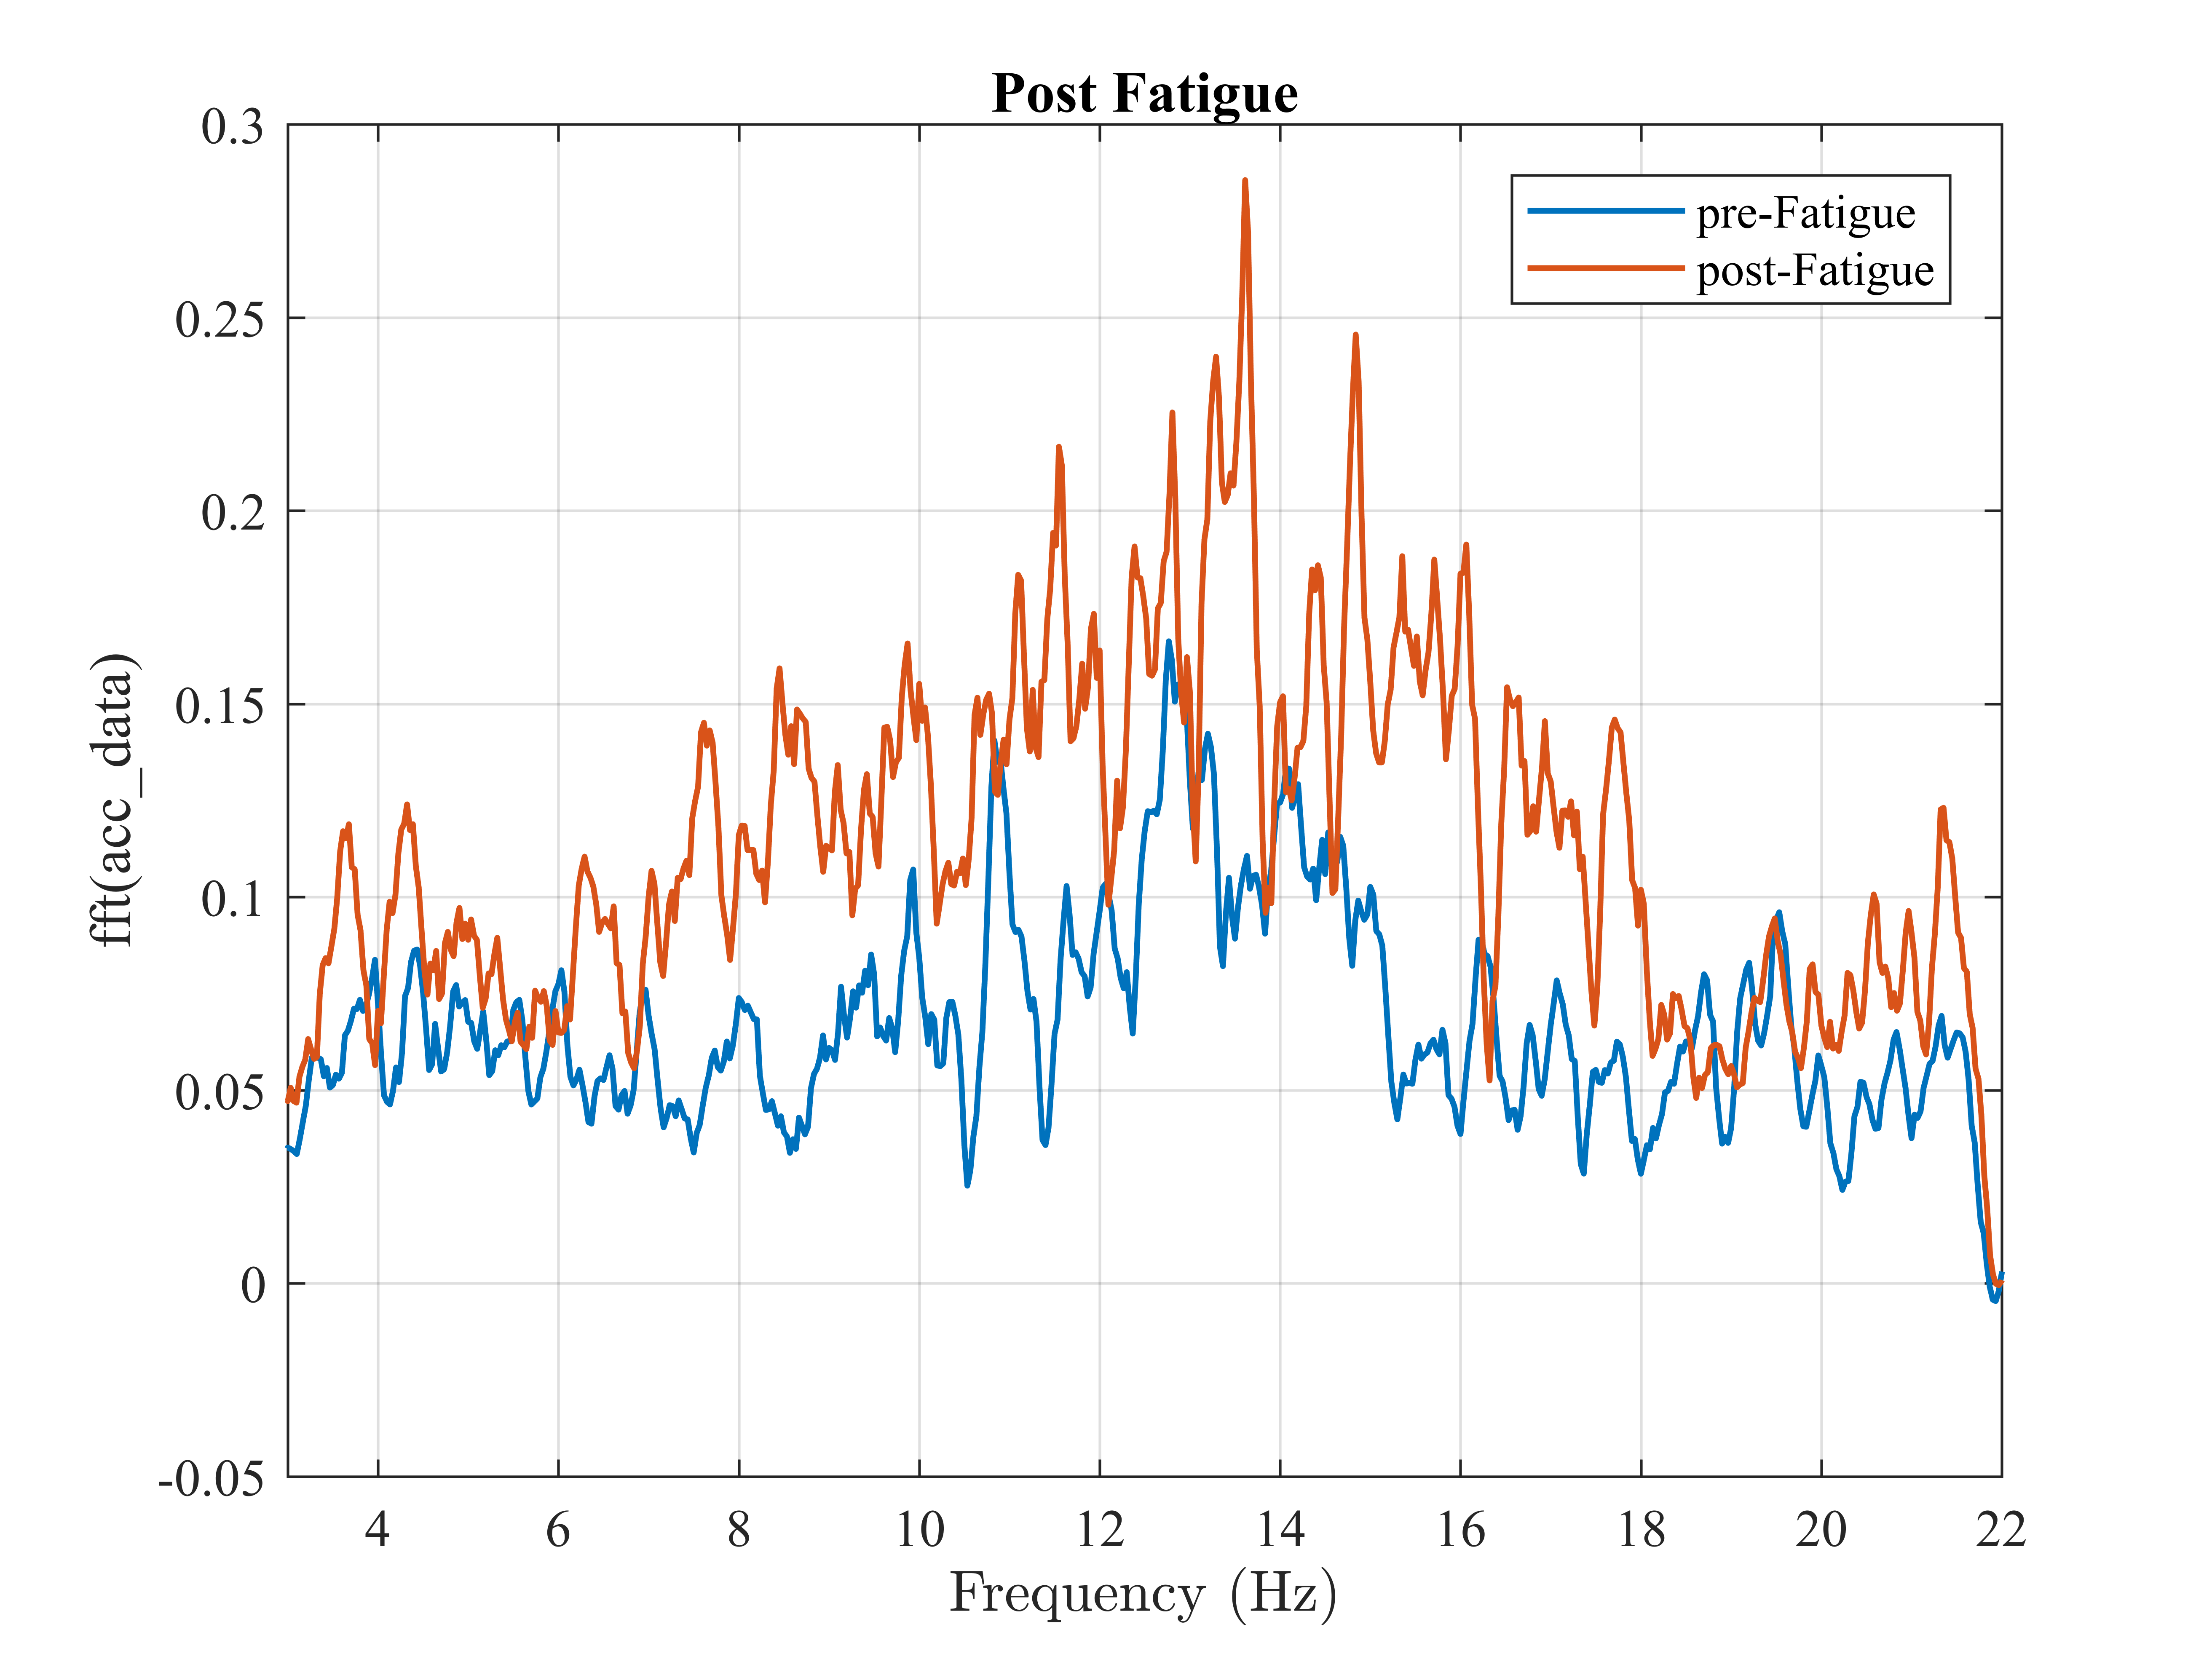 Post Fatigue
0.3
0.25
0.2
0.15
0.1
0.05
0
-0.05
fft(acc_data)
pre-Fatigue
post-Fatigue
4 6 8 10 12 14 16 18 20 22
Frequency (Hz)